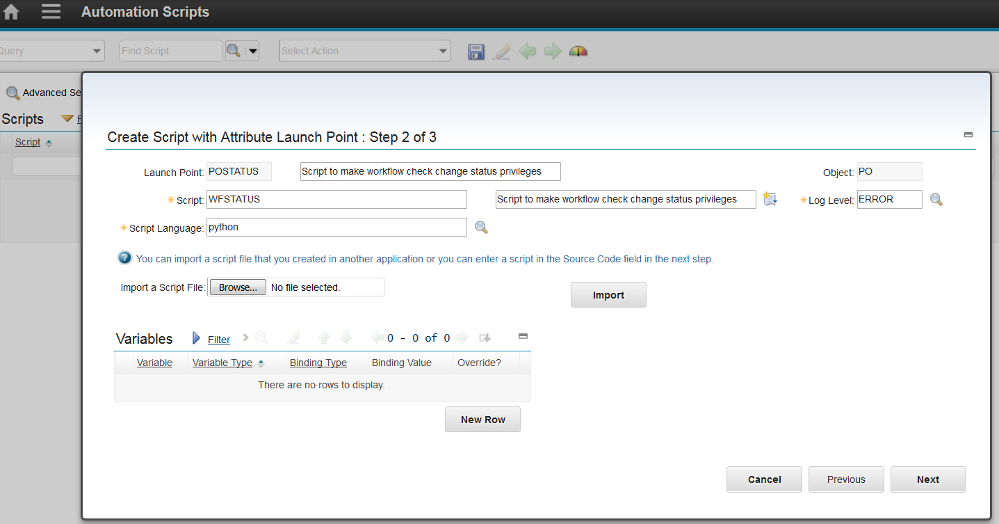 Automation Scripts
Query Find Script Select Action
Advanced Se
Scripts F
Script
Create Script with Attribute Launch Point : Step 2 of 3
Launch Point: POSTATUS Script to make workflow check change status privileges Object: PO
Script: WFSTATUS Script to make workflow check change status privileges Log Level: ERROR
Script Language: python
You can import a script file that you created in another application or you can enter a script in the Source Code field in the next step.
Import a Script File: Browse... No file selected. Import
Variables Filter 0 - 0 of 0
Variable Variable Type Binding Type Binding Value Override?
There are no rows to display.
New Row
Cancel Previous Next